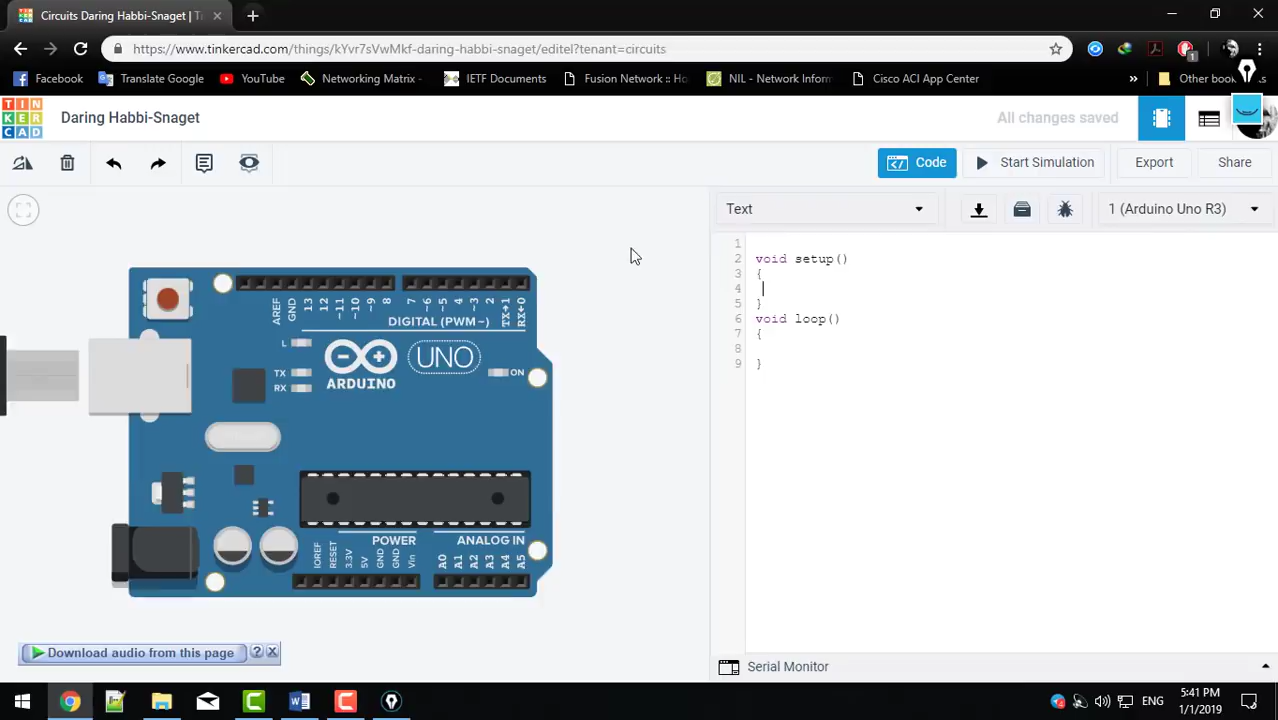 Circuits Daring Habbi-Snaget | T
https://www.tinkercad.com/things/kYvr7sVwMkf-daring-habbi-snaget/editel?tenant=circuits
Facebook
Translate Google
YouTube
Networking Matrix -
IETF Documents
Fusion Network :: Ho
NIL - Network Inform
Cisco ACI App Center
»
Other book
1
TIN
KER
CAD
Daring Habbi-Snaget
All changes saved
Code
Start Simulation
Export
Share
Text
1 (Arduino Uno R3)
1
2 void setup()
3 {
4
5 }
6 void loop()
7 {
8
9 }
AREF
GND
13
12
~11
~10
~9
8
7
~6
~5
4
~3
2
TX→1
RX←0
DIGITAL (PWM~)
L
TX
RX
ARDUINO
UNO
ON
POWER
ANALOG IN
IOREF
RESET
3.3V
5V
GND
GND
Vin
A0
A1
A2
A3
A4
A5
Download audio from this page
?
Serial Monitor
ENG
5:41 PM
1/1/2019